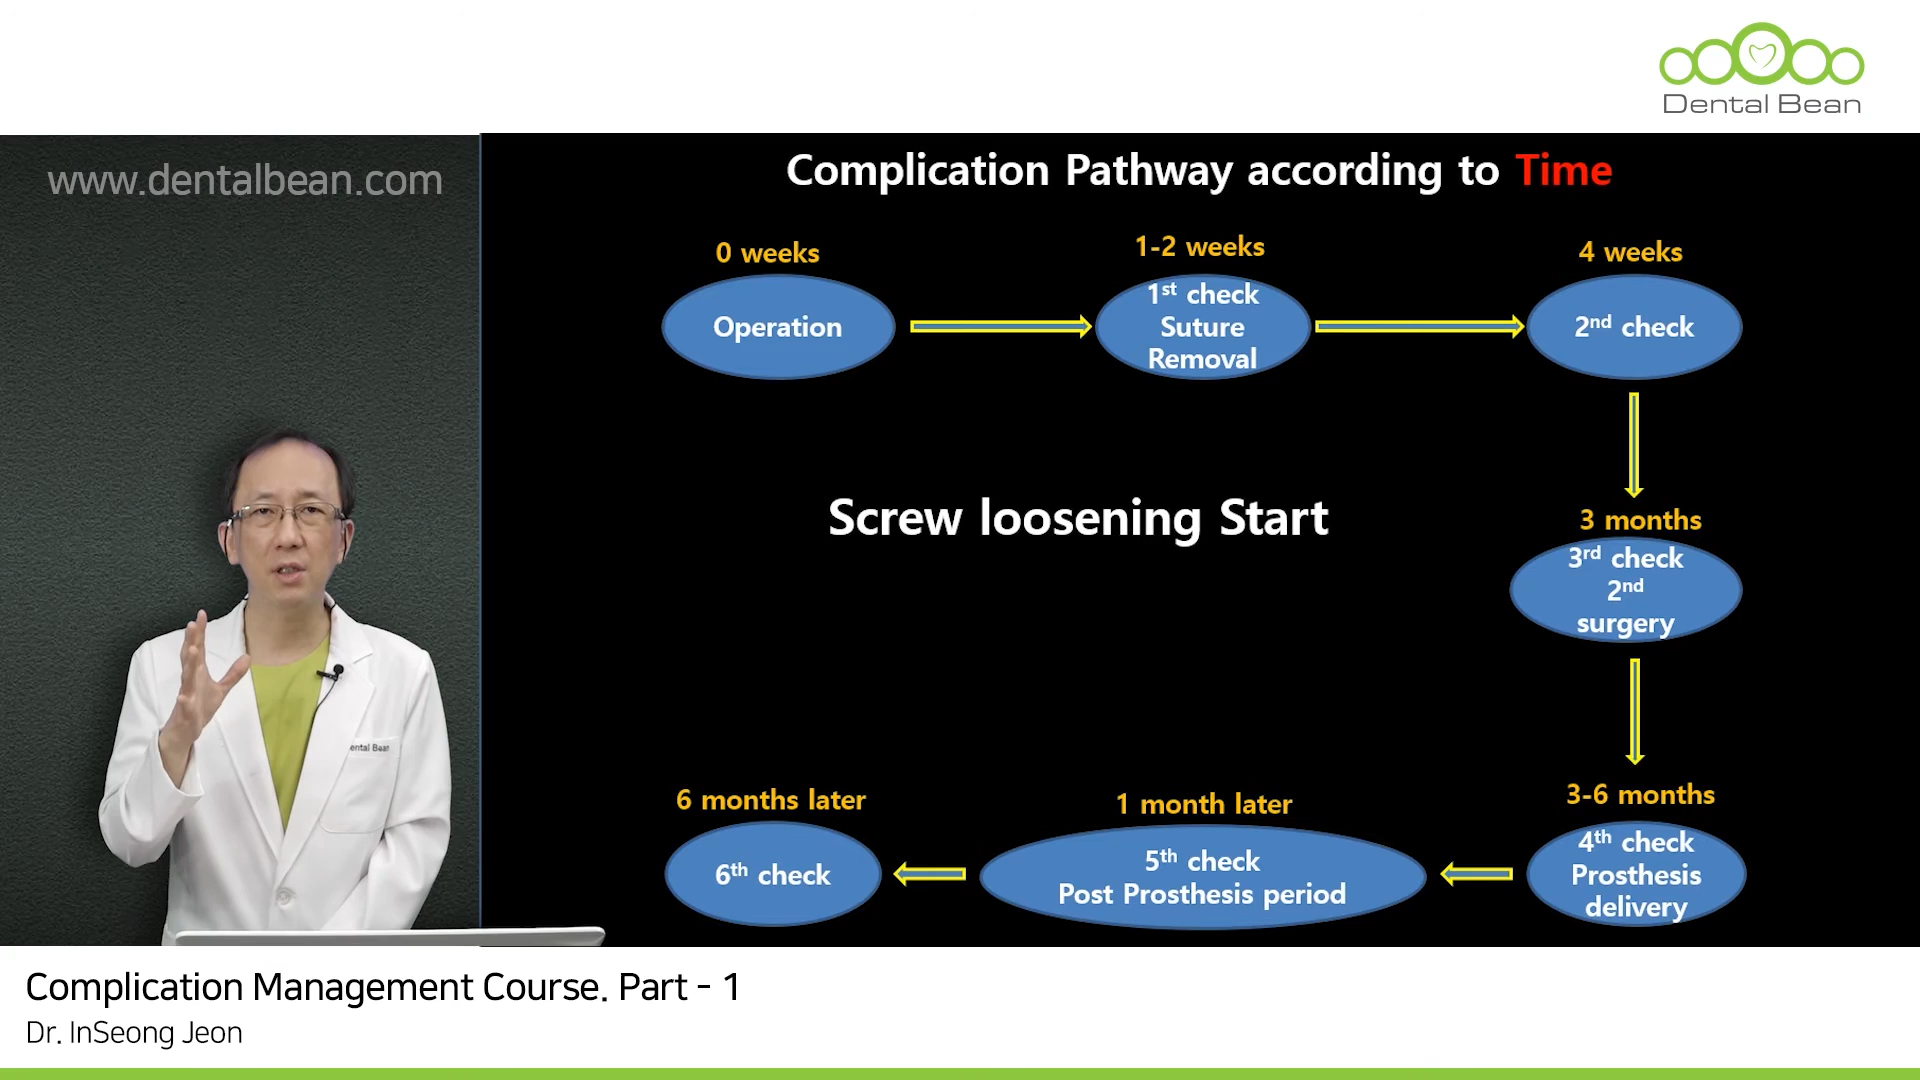 Dental Bean
www.dentalbean.com
Complication Pathway according to Time
0 weeks
Operation
1-2 weeks
1st check
Suture
Removal
4 weeks
2nd check
Screw loosening Start
3 months
3rd check
2nd
surgery
3-6 months
4th check
Prosthesis
delivery
1 month later
5th check
Post Prosthesis period
6 months later
6th check
ental Bean
Complication Management Course. Part - 1
Dr. InSeong Jeon